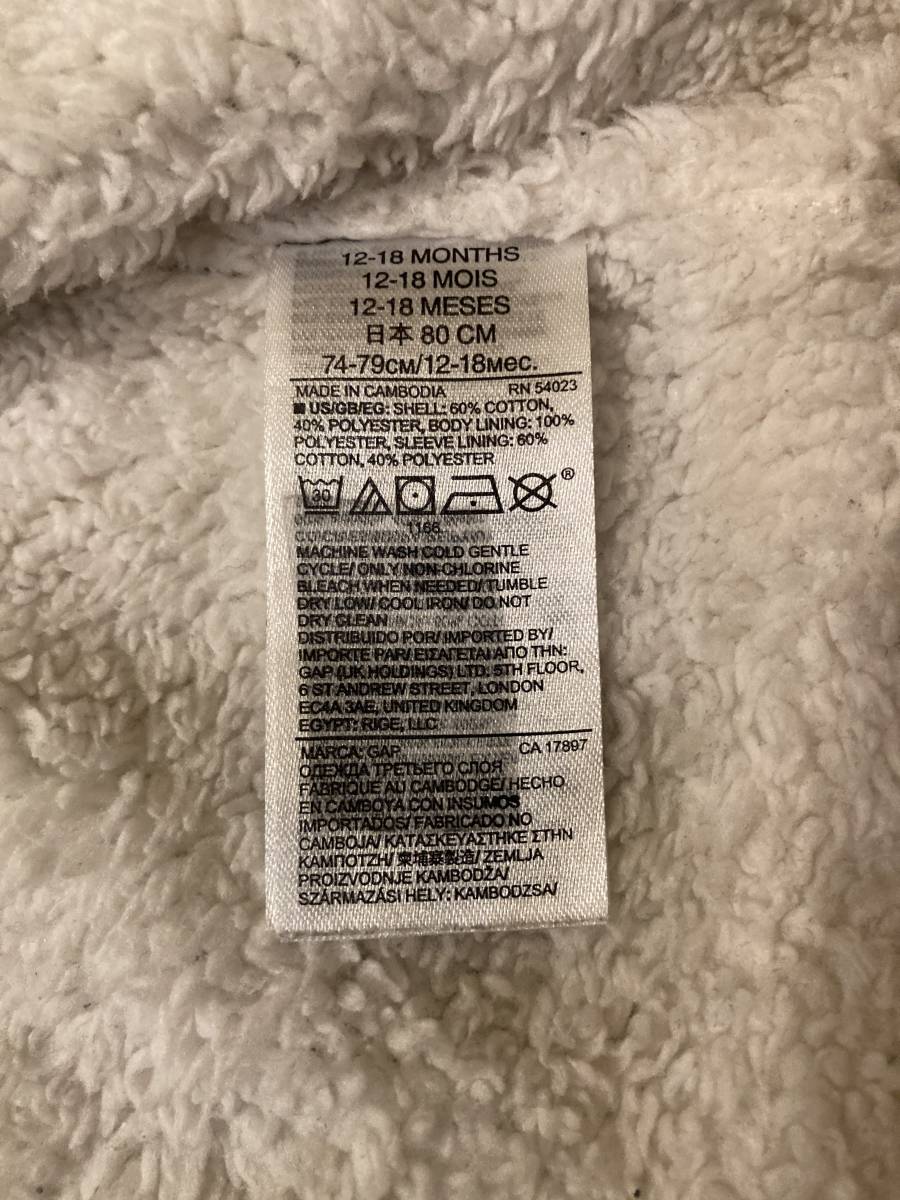 12-18 MONTHS
12-18 MOIS
12-18 MESES
日本 80 CM
74-79см/12-18мес.
MADE IN CAMBODIA RN 54023
■ US/GB/EG: SHELL: 60% COTTON,
40% POLYESTER, BODY LINING: 100%
POLYESTER, SLEEVE LINING: 60%
COTTON, 40% POLYESTER
30
®
1166
MACHINE WASH COLD GENTLE
CYCLE/ ONLY NON-CHLORINE
BLEACH WHEN NEEDED/ TUMBLE
DRY LOW/ COOL IRON/ DO NOT
DRY CLEAN
DISTRIBUIDO POR/ IMPORTED BY/
IMPORTE PAR/ ΕΙΣΑΓΕΤΑΙ ΑΠΟ ΤΗΝ:
GAP (UK HOLDINGS) LTD. 5TH FLOOR,
6 ST ANDREW STREET, LONDON
EC4A 3AE, UNITED KINGDOM
EGYPT: RIGE, LLC
MARCA: GAP CA 17897
ОДЕЖДА ТРЕТЬЕГО СЛОЯ
FABRIQUE AU CAMBODGE/ HECHO
EN CAMBOYA CON INSUMOS
IMPORTADOS/ FABRICADO NO
CAMBOJA/ ΚΑΤΑΣΚΕΥΑΣΤΗΚΕ ΣΤΗΝ
ΚΑΜΠΟΤΖΗ/ 柬埔寨製造/ ZEMLJA
PROIZVODNJE KAMBODŽA/
SZÁRMAZÁSI HELY: KAMBODZSA/